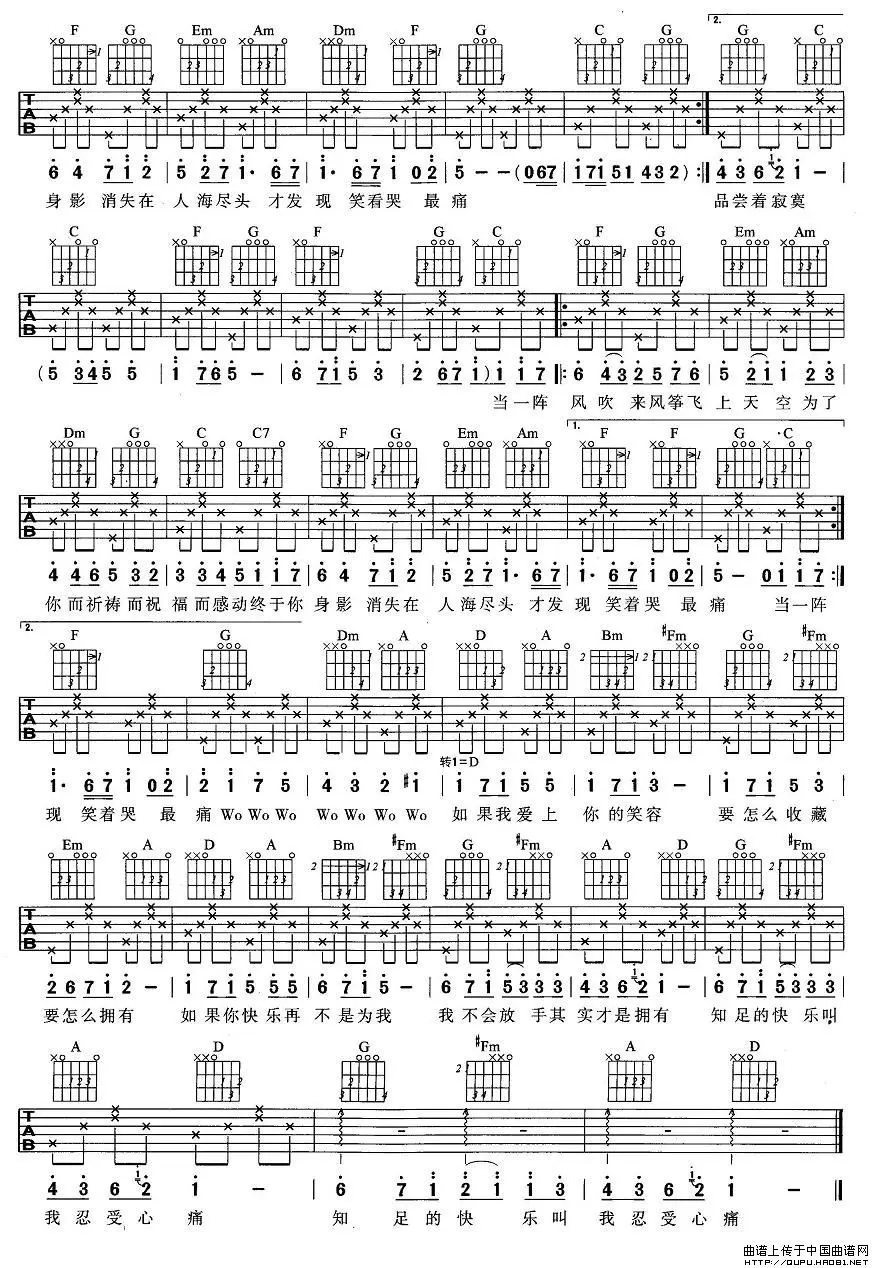 F G Em Am Dm F G C G 2. G C
T A B
6 4 7 1 2 | 5 2 7 1· 6 7 | 1· 6 7 1 0 2 | 5 - - (0 6 7 | 1 7 1 5 1 4 3 2) :|| 4 3 6 2 1 - |
身影 消失在 人海尽头 才发 现 笑看哭 最 痛 品尝着寂寞
C F G F G C F G Em Am
T A B
(5 3 4 5 5 | 1 7 6 5 - | 6 7 1 5 3 | 2 6 7 1) 1 1 7 ||: 6 4 3 2 5 7 6 | 5 2 1 1 2 3 |
当一阵 风吹 来风筝飞 上天 空为了
Dm G C C7 F G Em Am 1. F F G C
T A B
4 4 6 5 3 2 | 3 3 4 5 1 1 7 | 6 4 7 1 2 | 5 2 7 1· 6 7 | 1· 6 7 1 0 2 | 5 - 0 1 1 7 :||
你而祈祷而祝 福而感动终于你 身影 消失在 人海尽头 才发 现 笑着哭 最 痛 当一阵
2. F G Dm A D A Bm #Fm G #Fm
T A B
转1=D
1· 6 7 1 0 2 | 2 1 7 5 | 4 3 2 #1 | 1 7 1 5 5 | 1 7 1 3 - | 1 7 1 5 3 |
现 笑着哭 最 痛 Wo Wo Wo Wo Wo Wo Wo 如果我爱上 你的笑容 要怎么收藏
Em A D A Bm #Fm G #Fm A D G #Fm
T A B
2 6 7 1 2 - | 1 7 1 5 5 5 | 6 7 1 5 - | 6 7 1 5 3 3 3 | 4 3 6 2 1 - | 6 7 1 5 3 3 3 |
要怎么拥有 如果你快乐再 不是为我 我不会放 手其 实才是拥有 知足的快 乐叫
A D G #Fm A D
T A B
4 3 6 2 1 - | 6 7 1 2 1 1 3 | 4 3 6 2 1 - ||
我忍受心 痛 知 足的快 乐叫 我忍受心痛
曲谱上传于中国曲谱网
HTTP://QUPU.HAO81.NET